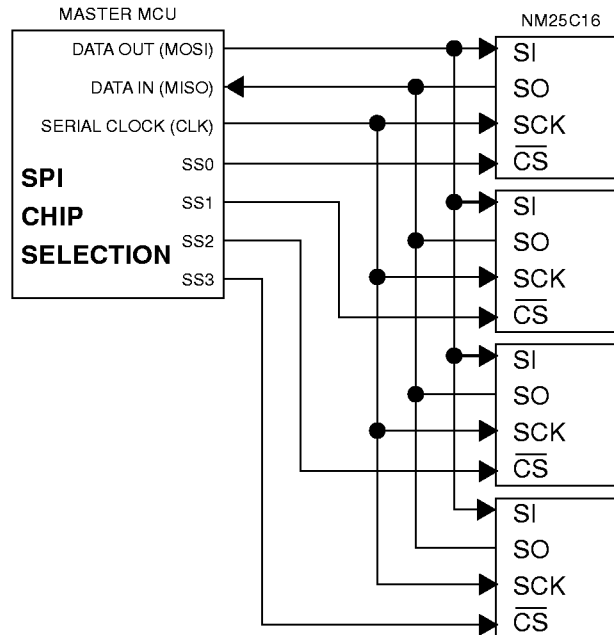 MASTER MCU
DATA OUT (MOSI)
DATA IN (MISO)
SERIAL CLOCK (CLK)
SS0
SPI
SS1
CHIP
SS2
SELECTION
SS3
NM25C16
SI
SO
SCK
CS
SI
SO
SCK
CS
SI
SO
SCK
CS
SI
SO
SCK
CS